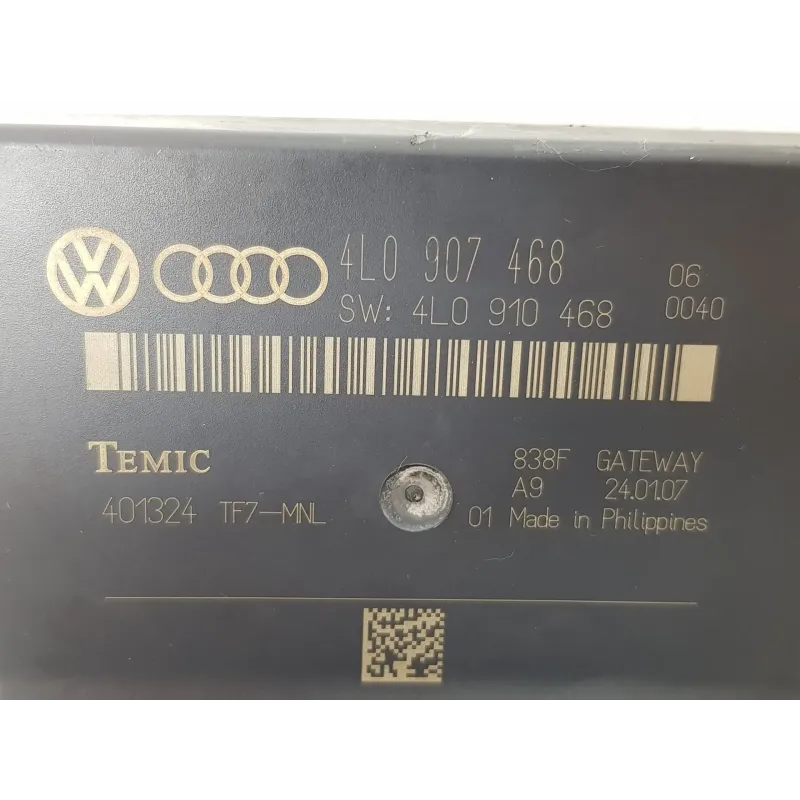 4L0 907 468 06
SW: 4L0 910 468 0040
TEMIC 838F GATEWAY
A9 24.01.07
401324 TF7-MNL 01 Made in Philippines